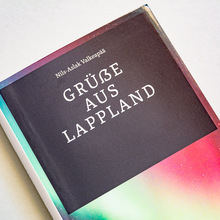 Nils-Aslak Valkeapää
GRÜẞE
AUS
LAPPLAND